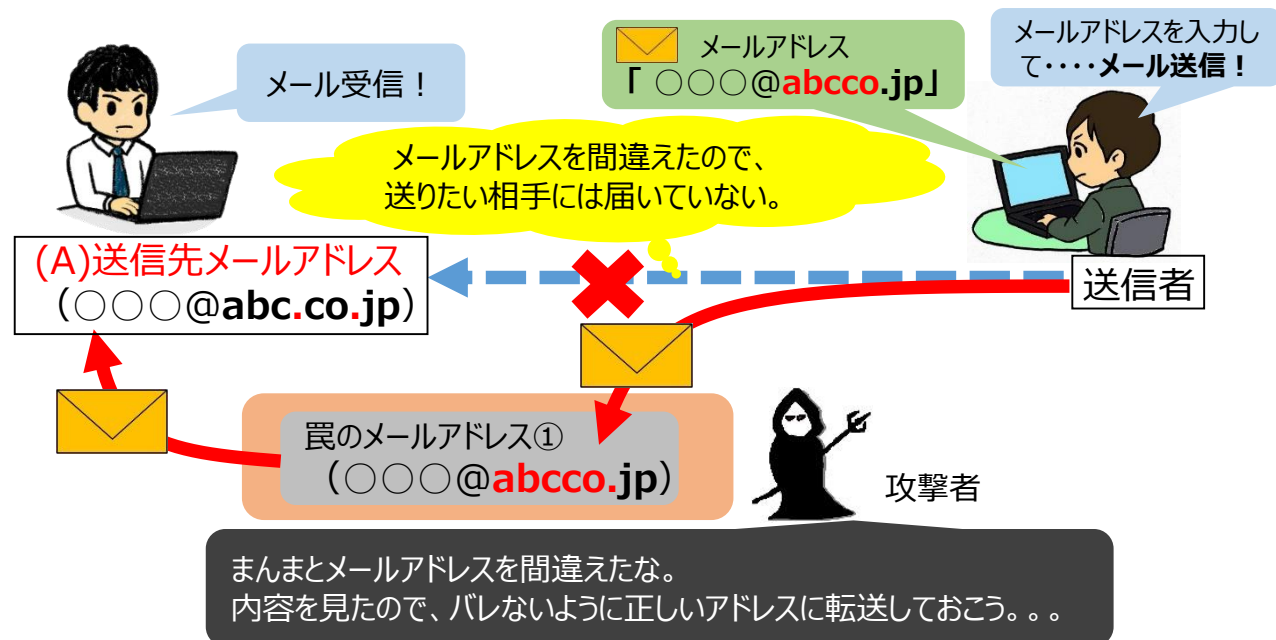 メール受信！
メールアドレス
「 ○○○@abcco.jp」
メールアドレスを入力し
て････メール送信！
メールアドレスを間違えたので、
送りたい相手には届いていない。
(A)送信先メールアドレス
（○○○@abc.co.jp）
送信者
罠のメールアドレス①
（○○○@abcco.jp）
攻撃者
まんまとメールアドレスを間違えたな。
内容を見たので、バレないように正しいアドレスに転送しておこう。。。